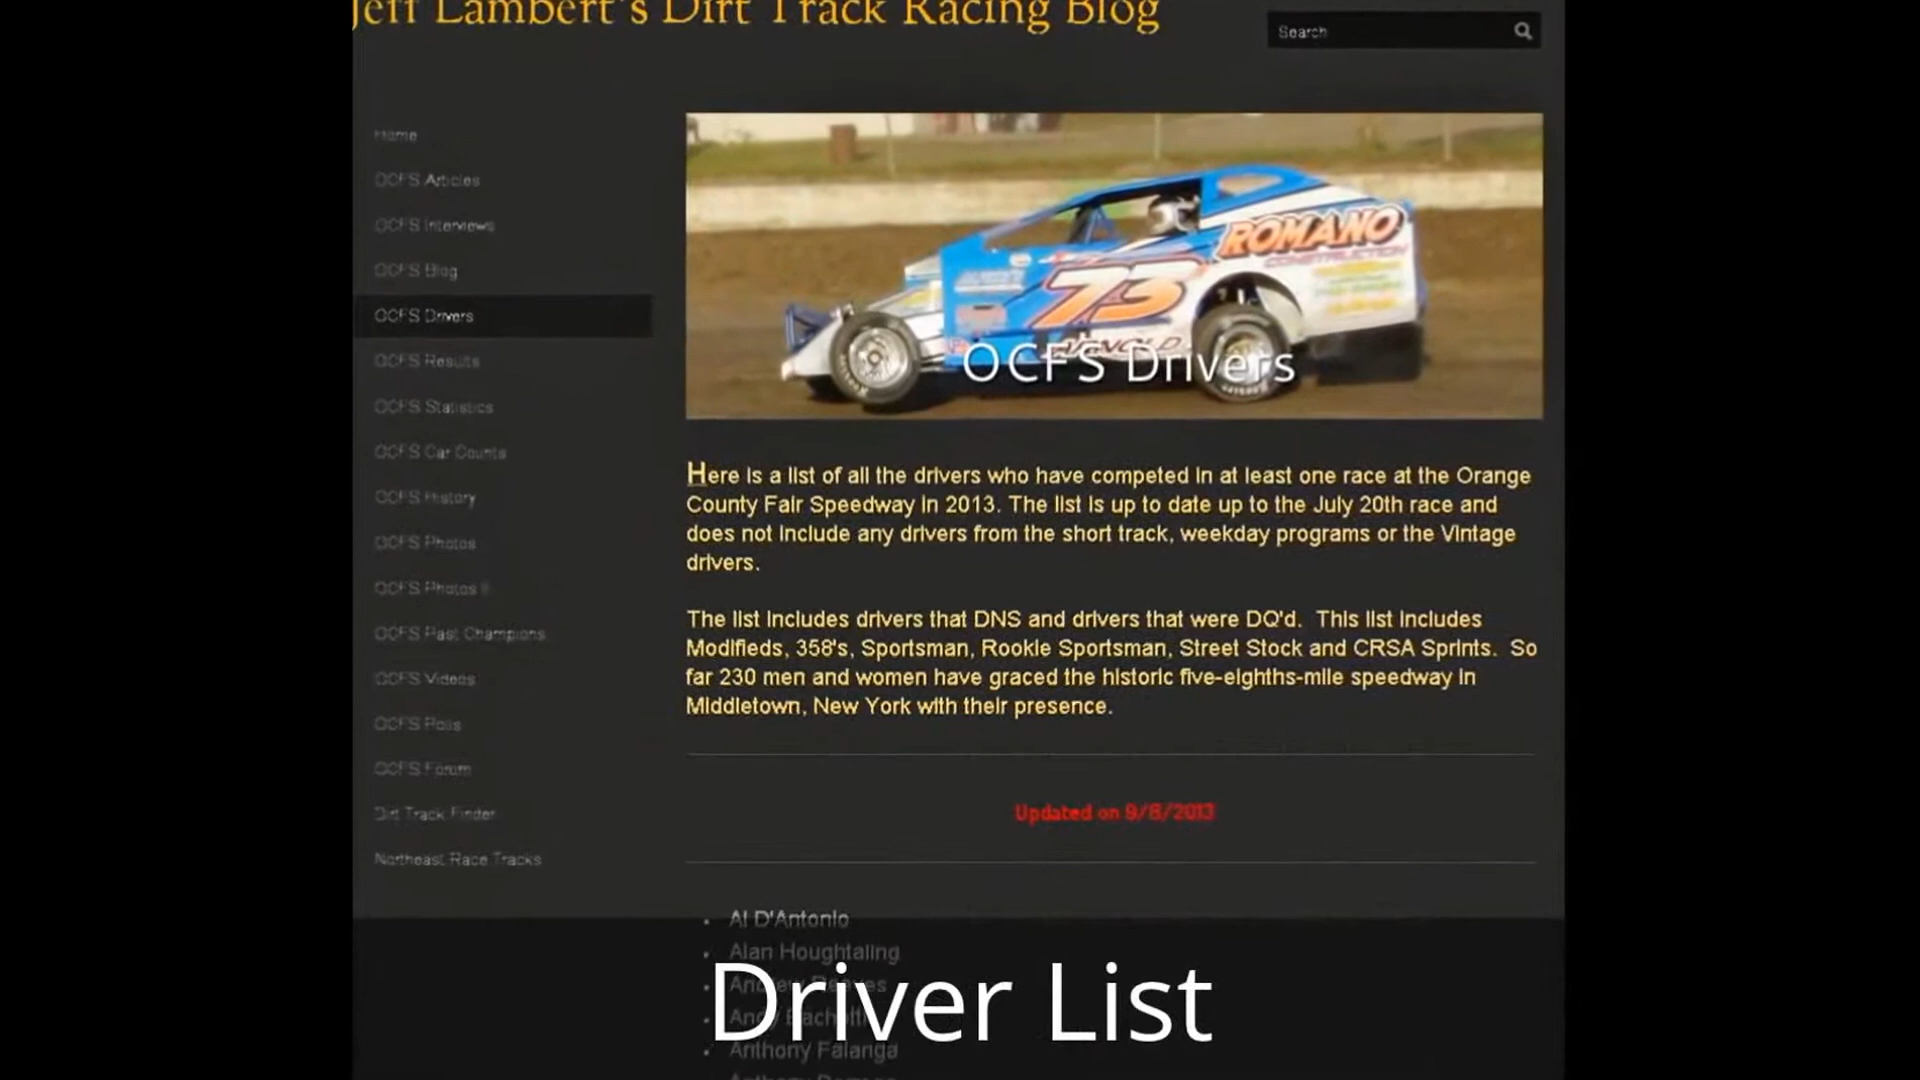 Jeff Lambert's Dirt Track Racing Blog
Search
Home
OCFS Articles
OCFS Interviews
OCFS Blog
OCFS Drivers
OCFS Results
OCFS Statistics
OCFS Car Counts
OCFS History
OCFS Photos
OCFS Photos II
OCFS Past Champions
OCFS Videos
OCFS Polls
OCFS Forum
Dirt Track Finder
Northeast Race Tracks
ROMANO
CONSTRUCTION
73
OCFS Drivers
Here is a list of all the drivers who have competed in at least one race at the Orange
County Fair Speedway in 2013. The list is up to date up to the July 20th race and
does not include any drivers from the short track, weekday programs or the Vintage
drivers.
The list includes drivers that DNS and drivers that were DQ'd. This list includes
Modifieds, 358's, Sportsman, Rookie Sportsman, Street Stock and CRSA Sprints. So
far 230 men and women have graced the historic five-eighths-mile speedway in
Middletown, New York with their presence.
Updated on 9/8/2013
• Al D'Antonio
• Alan Houghtaling
• Andrew Reeves
• Andy Bachetti
• Anthony Falanga
Driver List